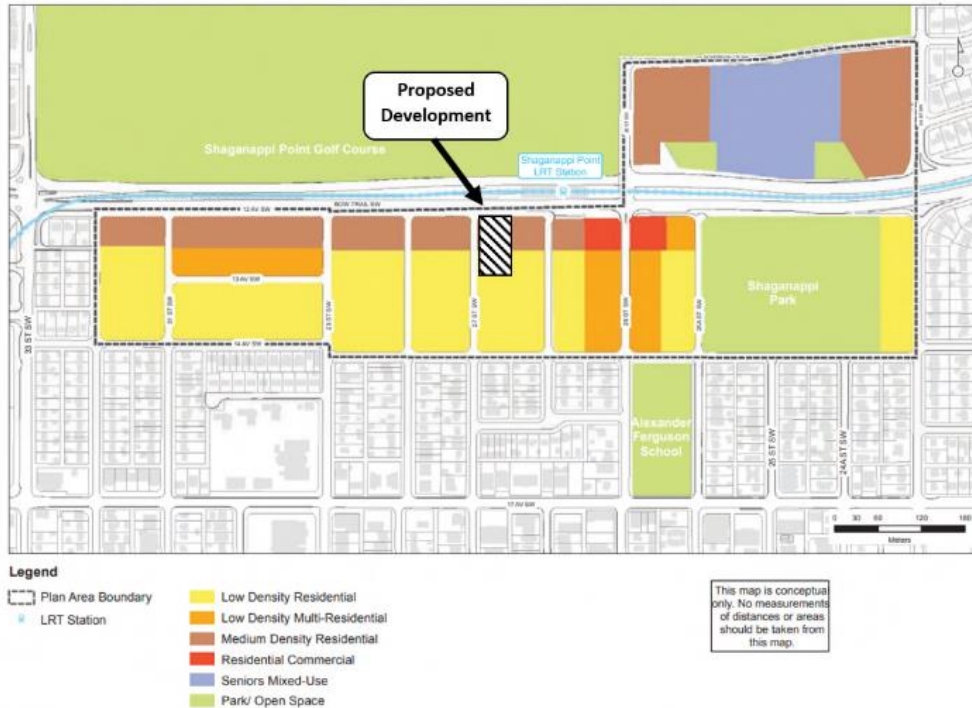 Proposed
Development
Shaganappi Point Golf Course
Shaganappi Point
LRT Station
BOW TRAIL SW
12 AV SW
13 AV SW
14 AV SW
33 ST SW
31 ST SW
29 ST SW
27 ST SW
26 ST SW
Shaganappi
Park
Alexander
Ferguson
School
25 ST SW
24A ST SW
17 AV SW
0 30 60 120 180
Meters
Legend
Plan Area Boundary
LRT Station
Low Density Residential
Low Density Multi-Residential
Medium Density Residential
Residential Commercial
Seniors Mixed-Use
Park/ Open Space
This map is conceptual
only. No measurements
of distances or areas
should be taken from
this map.